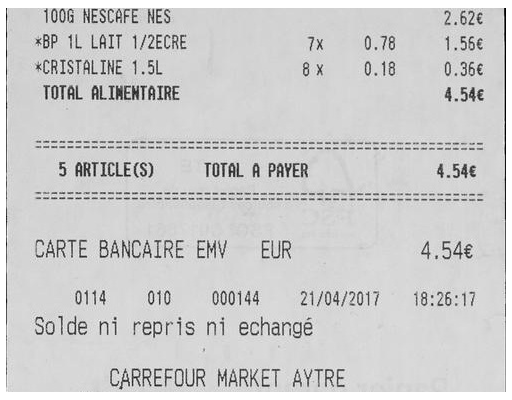 100G NESCAFE NES 2.62€
*BP 1L LAIT 1/2ECRE 7x 0.78 1.56€
*CRISTALINE 1.5L 8 x 0.18 0.36€
TOTAL ALIMENTAIRE 4.54€
5 ARTICLE(S) TOTAL A PAYER 4.54€
CARTE BANCAIRE EMV EUR 4.54€
0114 010 000144 21/04/2017 18:26:17
Solde ni repris ni echangé
CARREFOUR MARKET AYTRE